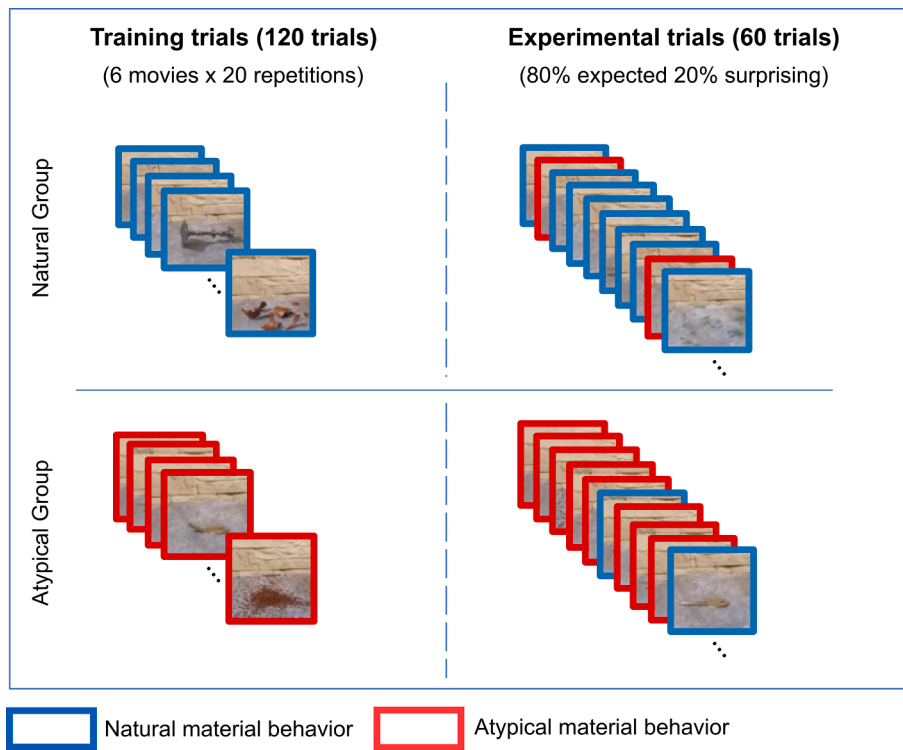 Training trials (120 trials)
(6 movies x 20 repetitions)
Experimental trials (60 trials)
(80% expected 20% surprising)
Natural Group
Atypical Group
Natural material behavior
Atypical material behavior